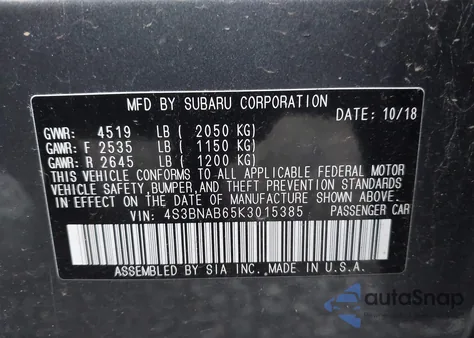 MFD BY SUBARU CORPORATION
DATE: 10/18
GVWR: 4519 LB ( 2050 KG)
GAWR: F 2535 LB ( 1150 KG)
GAWR: R 2645 LB ( 1200 KG)
THIS VEHICLE CONFORMS TO ALL APPLICABLE FEDERAL MOTOR
VEHICLE SAFETY, BUMPER, AND THEFT PREVENTION STANDARDS
IN EFFECT ON THE DATE OF MANUFACTURE SHOWN ABOVE.
VIN: 4S3BNAB65K3015385 PASSENGER CAR
ASSEMBLED BY SIA INC., MADE IN U.S.A.
autoSnap